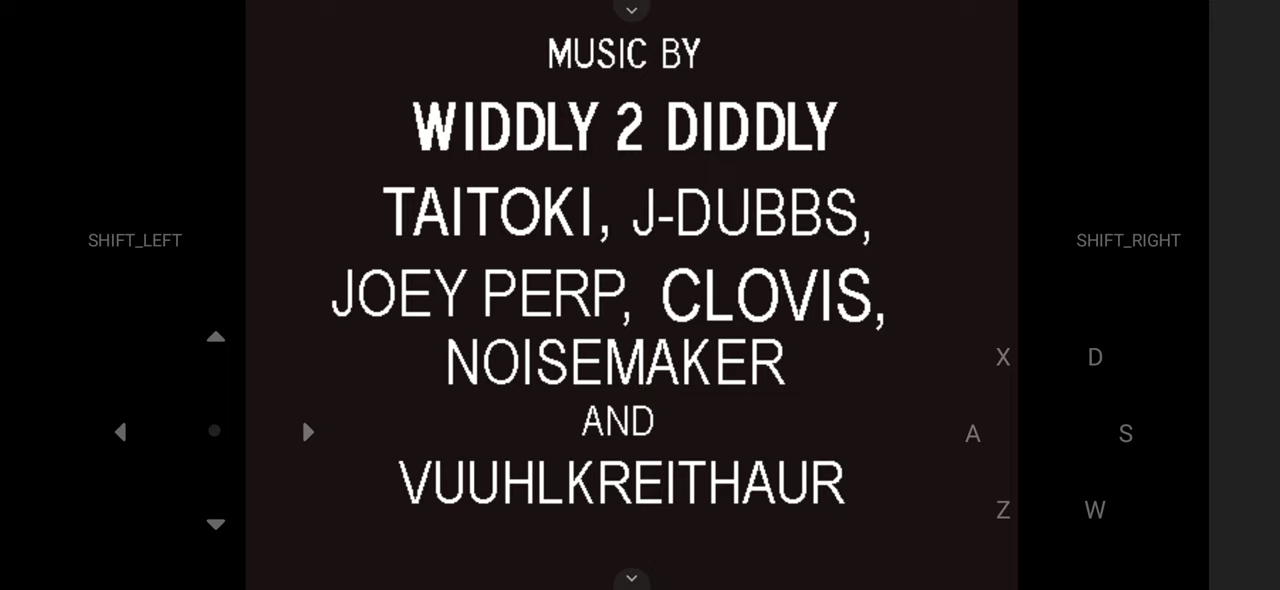 MUSIC BY
WIDDLY 2 DIDDLY
TAITOKI, J-DUBBS,
SHIFT_LEFT
SHIFT_RIGHT
JOEY PERP, CLOVIS,
NOISEMAKER
X D
AND
A S
VUUHLKREITHAUR
Z W